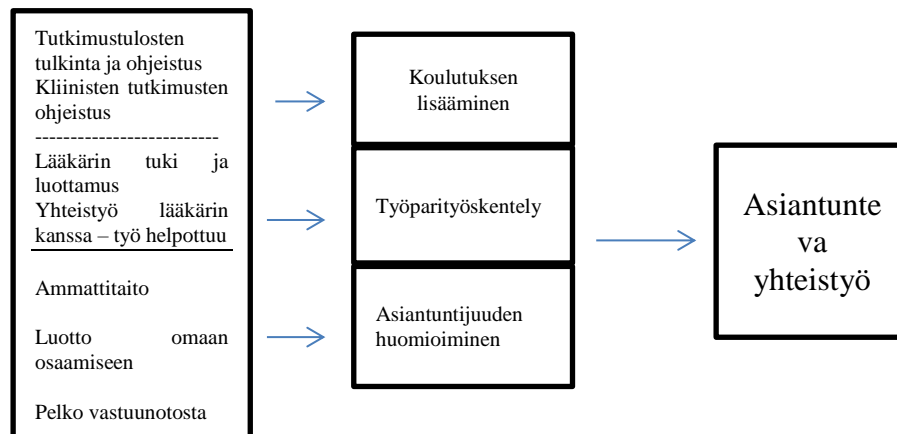 Tutkimustulosten
tulkinta ja ohjeistus
Kliinisten tutkimusten
ohjeistus
--------------------------
Lääkärin tuki ja
luottamus
Yhteistyö lääkärin
kanssa – työ helpottuu
Ammattitaito
Luotto omaan
osaamiseen
Pelko vastuunotosta
Koulutuksen
lisääminen
Työparityöskentely
Asiantuntijuuden
huomioiminen
Asiantunte
va
yhteistyö